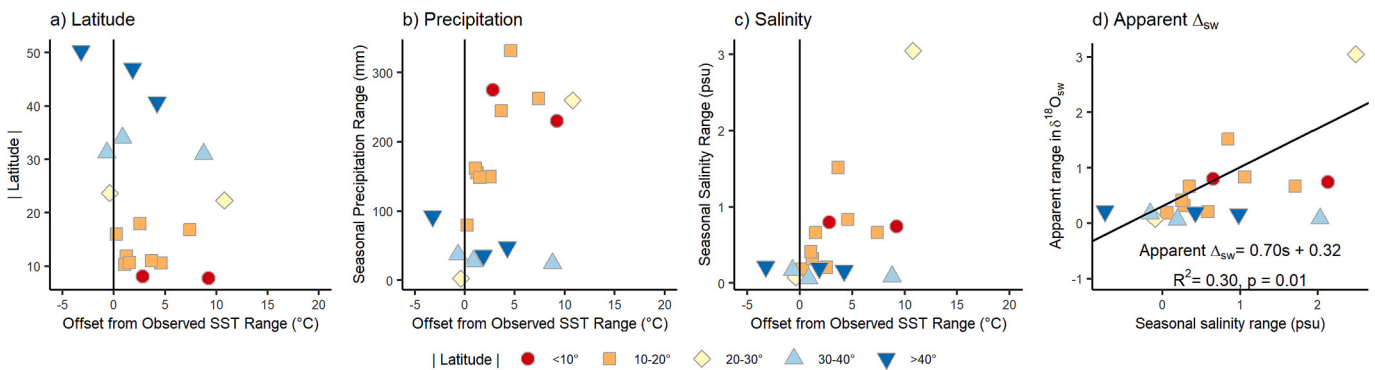 a) Latitude
50
40
30
20
10
-5 0 5 10 15 20
| Latitude |
Offset from Observed SST Range (°C)
b) Precipitation
300
200
100
0
-5 0 5 10 15 20
Seasonal Precipitation Range (mm)
Offset from Observed SST Range (°C)
c) Salinity
3
2
1
0
-5 0 5 10 15 20
Seasonal Salinity Range (psu)
Offset from Observed SST Range (°C)
d) Apparent Δsw
3
2
1
0
-1
0 1 2
Apparent range in δ¹⁸Osw
Apparent Δsw= 0.70s + 0.32
R²= 0.30, p = 0.01
Seasonal salinity range (psu)
| Latitude | <10° 10-20° 20-30° 30-40° >40°